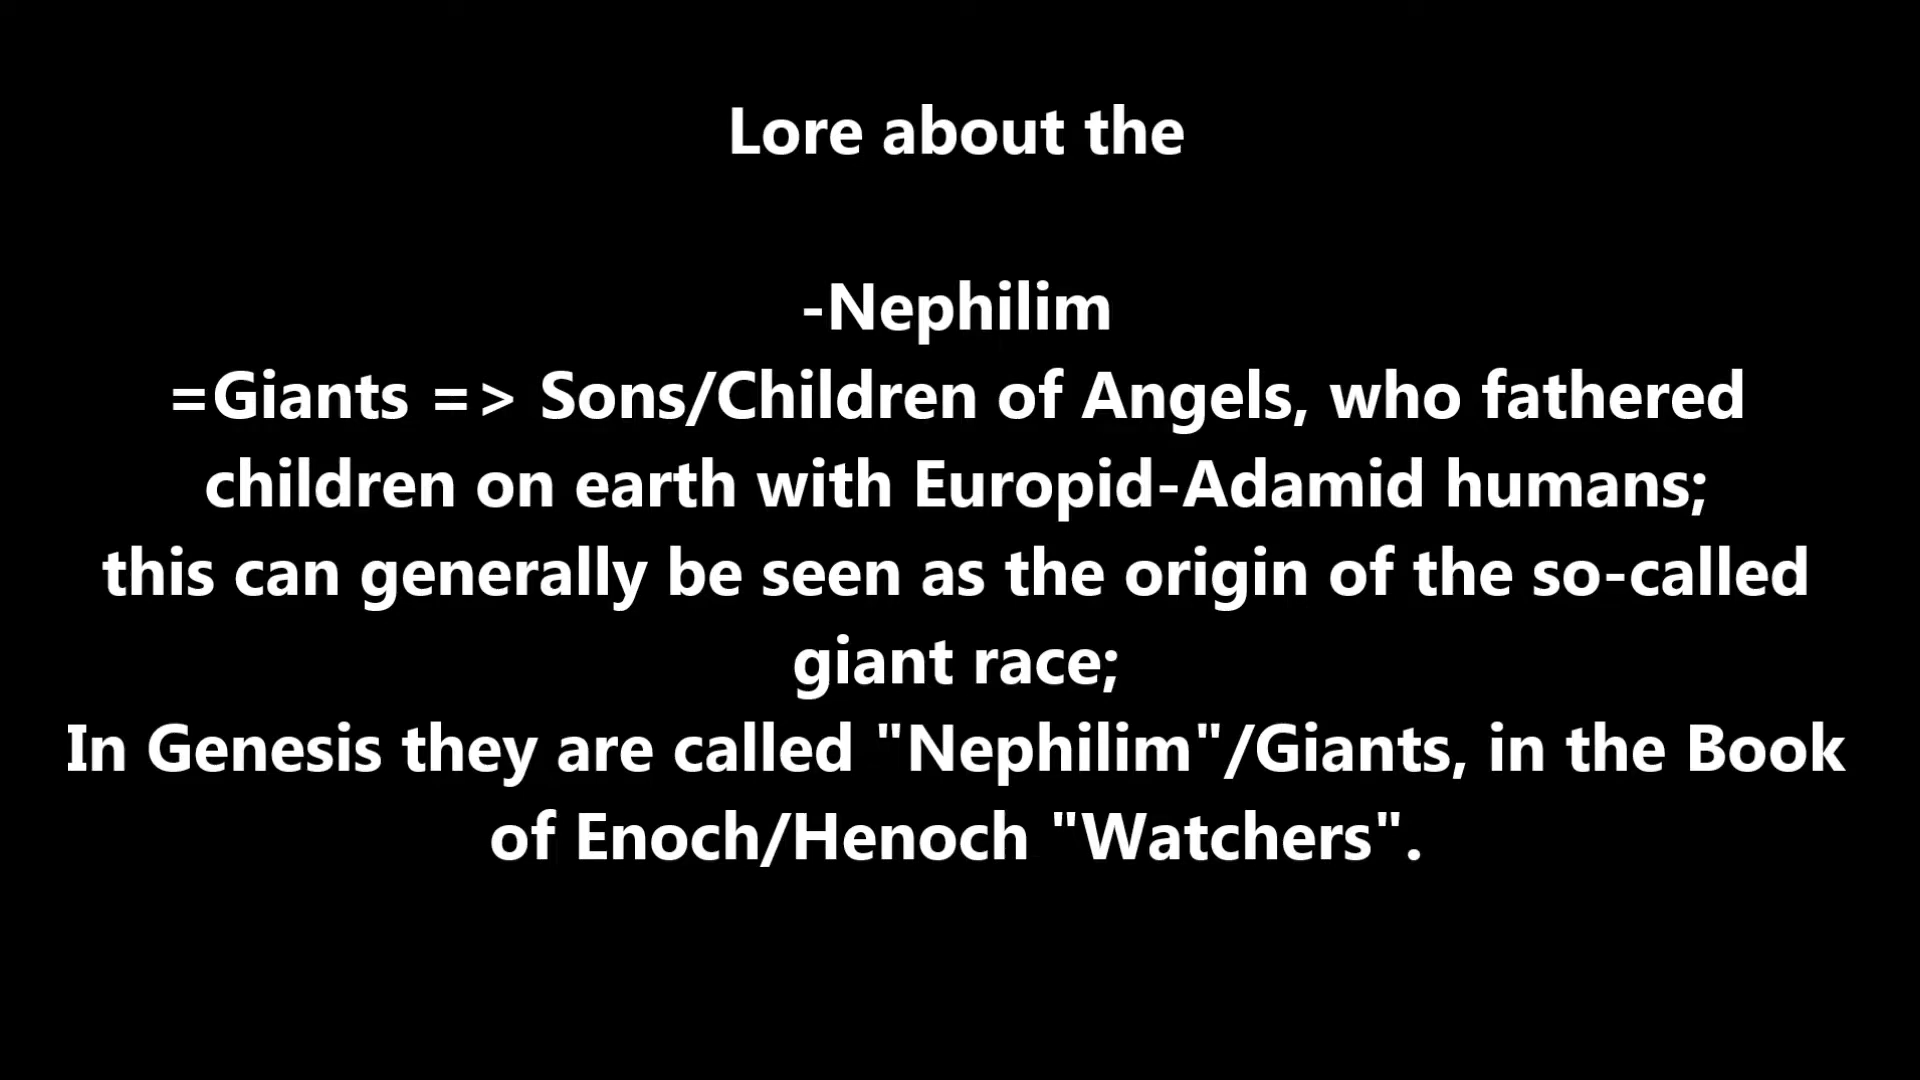 Lore about the
-Nephilim
=Giants => Sons/Children of Angels, who fathered
children on earth with Europid-Adamid humans;
this can generally be seen as the origin of the so-called
giant race;
In Genesis they are called "Nephilim"/Giants, in the Book
of Enoch/Henoch "Watchers".